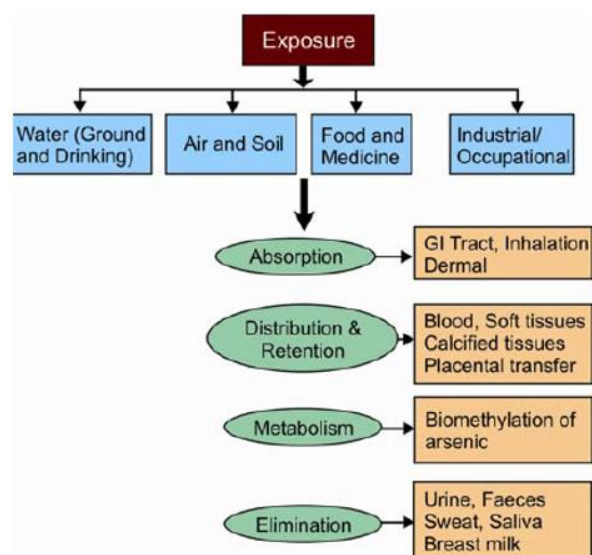 Exposure
Water (Ground
and Drinking)
Air and Soil
Food and
Medicine
Industrial/
Occupational
Absorption
GI Tract, Inhalation
Dermal
Distribution &
Retention
Blood, Soft tissues
Calcified tissues
Placental transfer
Metabolism
Biomethylation of
arsenic
Elimination
Urine, Faeces
Sweat, Saliva
Breast milk